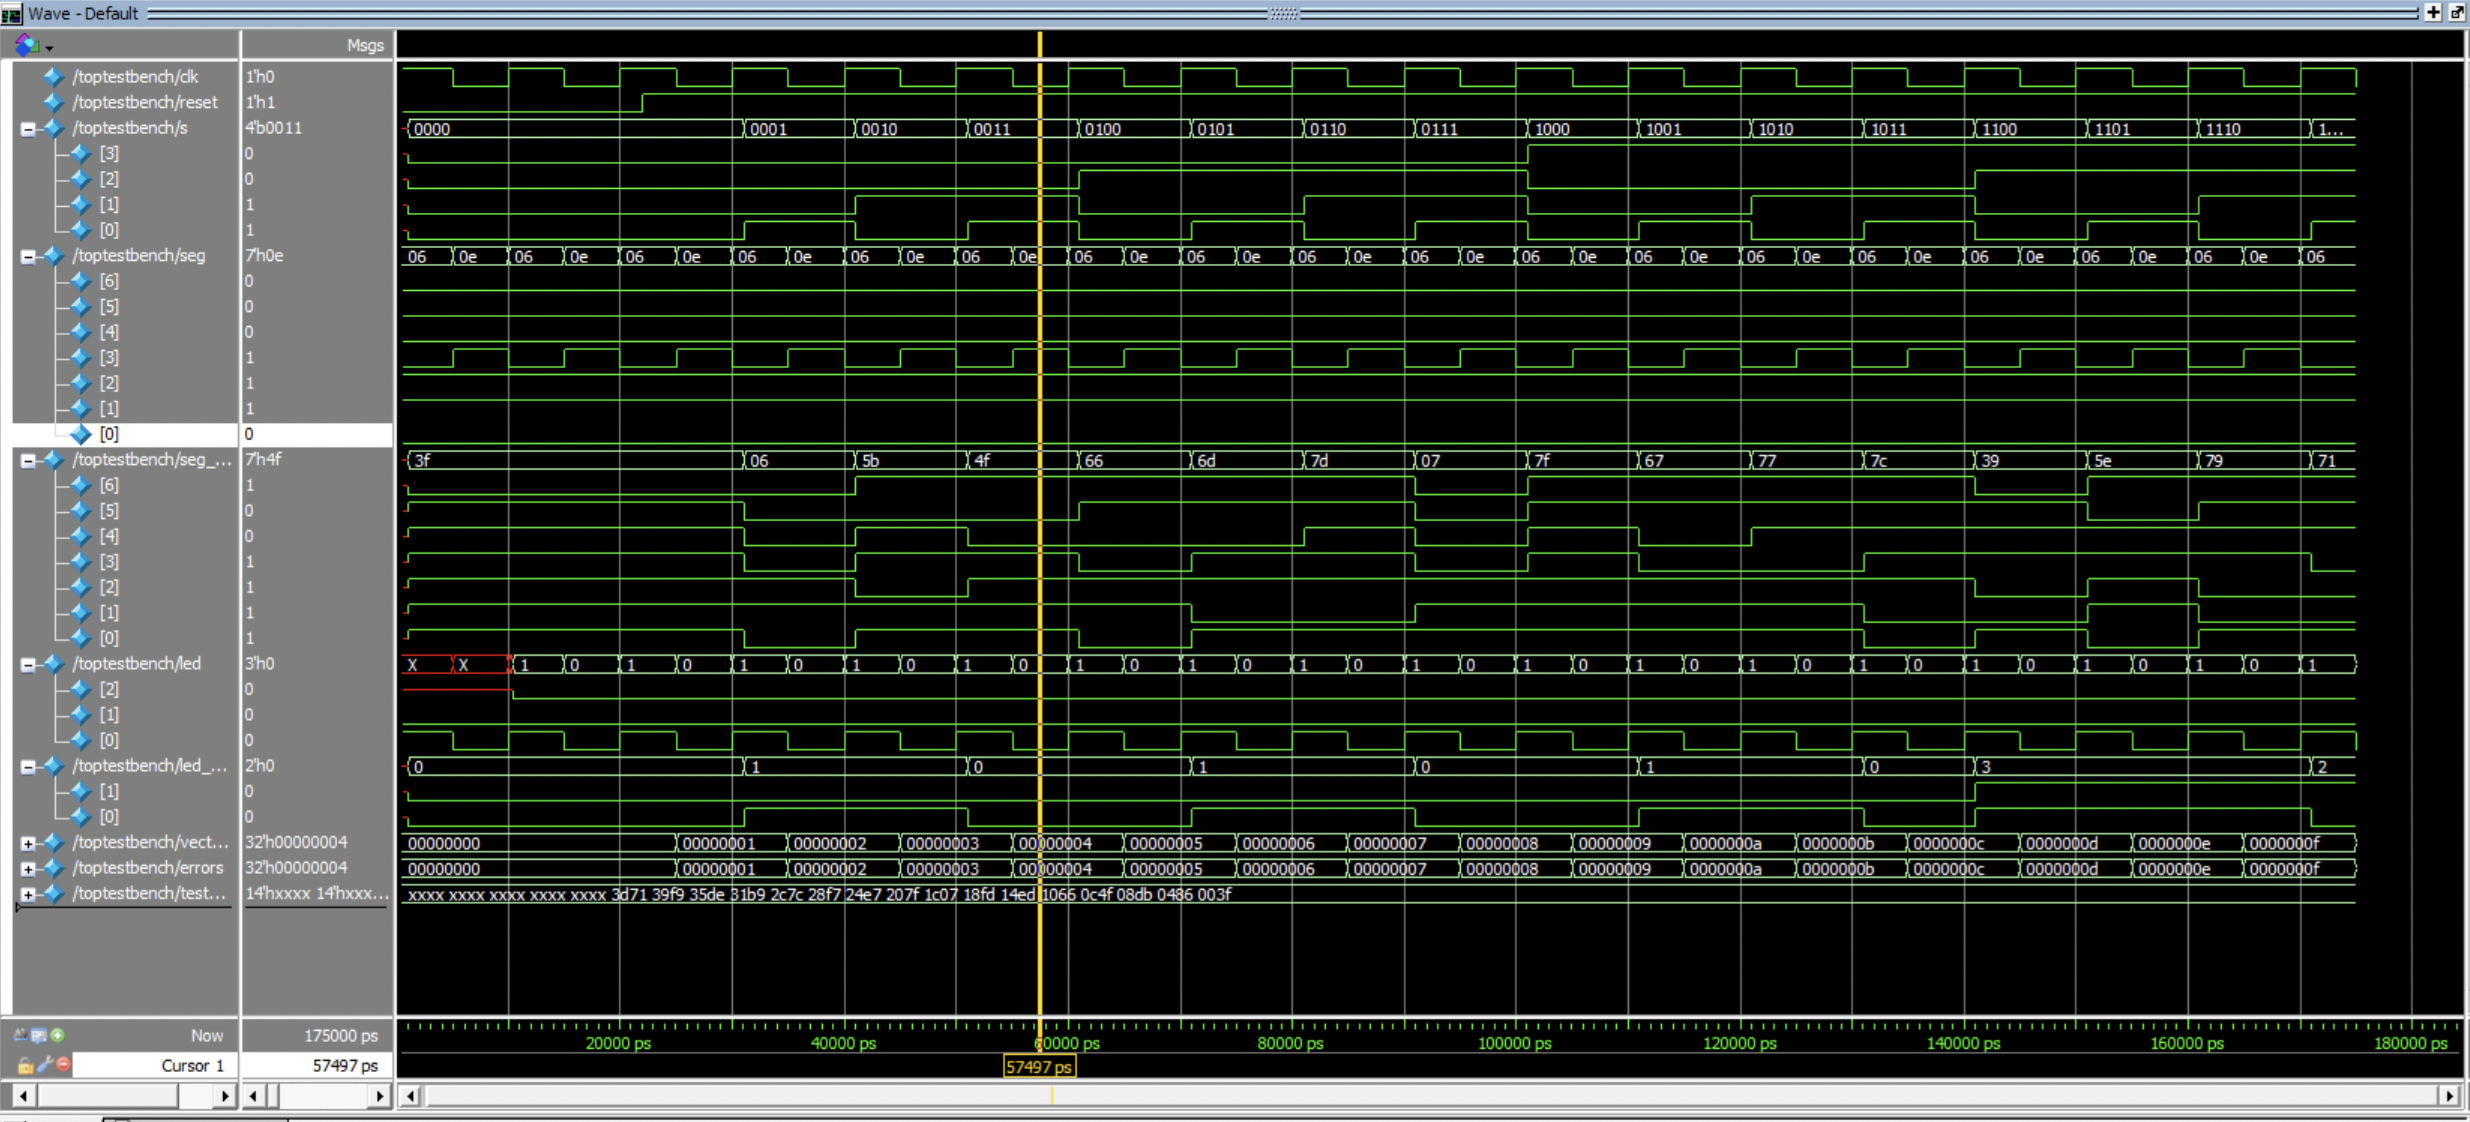 Wave - Default
Msgs
/toptestbench/clk 1'h0
/toptestbench/reset 1'h1
/toptestbench/s 4'b0011 0000 0001 0010 0011 0100 0101 0110 0111 1000 1001 1010 1011 1100 1101 1110 1...
[3] 0
[2] 0
[1] 1
[0] 1
/toptestbench/seg 7'h0e 06 0e 06 0e 06 0e 06 0e 06 0e 06 0e 06 0e 06 0e 06 0e 06 0e 06 0e 06 0e 06 0e 06 0e 06 0e 06 0e 06 0e 06
[6] 0
[5] 0
[4] 0
[3] 1
[2] 1
[1] 1
[0] 0
/toptestbench/seg_... 7'h4f 3f 06 5b 4f 66 6d 7d 07 7f 67 77 7c 39 5e 79 71
[6] 1
[5] 0
[4] 0
[3] 1
[2] 1
[1] 1
[0] 1
/toptestbench/led 3'h0 X X 1 0 1 0 1 0 1 0 1 0 1 0 1 0 1 0 1 0 1 0 1 0 1 0 1 0 1 0 1 0 1 0 1
[2] 0
[1] 0
[0] 0
/toptestbench/led_... 2'h0 0 1 0 1 0 1 0 3 2
[1] 0
[0] 0
/toptestbench/vect... 32'h00000004 00000000 00000001 00000002 00000003 00000004 00000005 00000006 00000007 00000008 00000009 0000000a 0000000b 0000000c 0000000d 0000000e 0000000f
/toptestbench/errors 32'h00000004 00000000 00000001 00000002 00000003 00000004 00000005 00000006 00000007 00000008 00000009 0000000a 0000000b 0000000c 0000000d 0000000e 0000000f
/toptestbench/test... 14'hxxxx 14'hxxx... xxxx xxxx xxxx xxxx xxxx 3d71 39f9 35de 31b9 2c7c 28f7 24e7 207f 1c07 18fd 14ed 1066 0c4f 08db 0486 003f
Now 175000 ps 20000 ps 40000 ps 60000 ps 80000 ps 100000 ps 120000 ps 140000 ps 160000 ps 180000 ps
Cursor 1 57497 ps 57497 ps